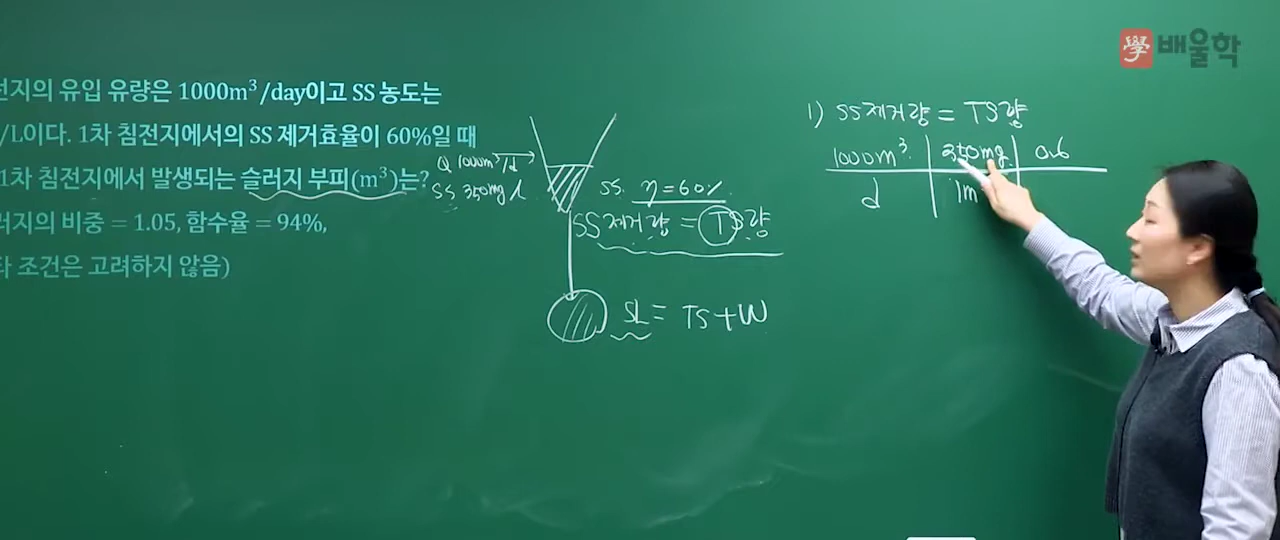 學 배울학
전지의 유입 유량은 1000m³/day이고 SS 농도는
/L이다. 1차 침전지에서의 SS 제거효율이 60%일 때
1차 침전지에서 발생되는 슬러지 부피(m³)는?
러지의 비중 = 1.05, 함수율 = 94%,
타 조건은 고려하지 않음)
Q 1000m³/d
SS 350mg/L
SS. η=60%.
SS제거량 = TS량
SL = TS+W
1) SS제거량 = TS량
1000m³ | 350mg | 0.6
d | 1m